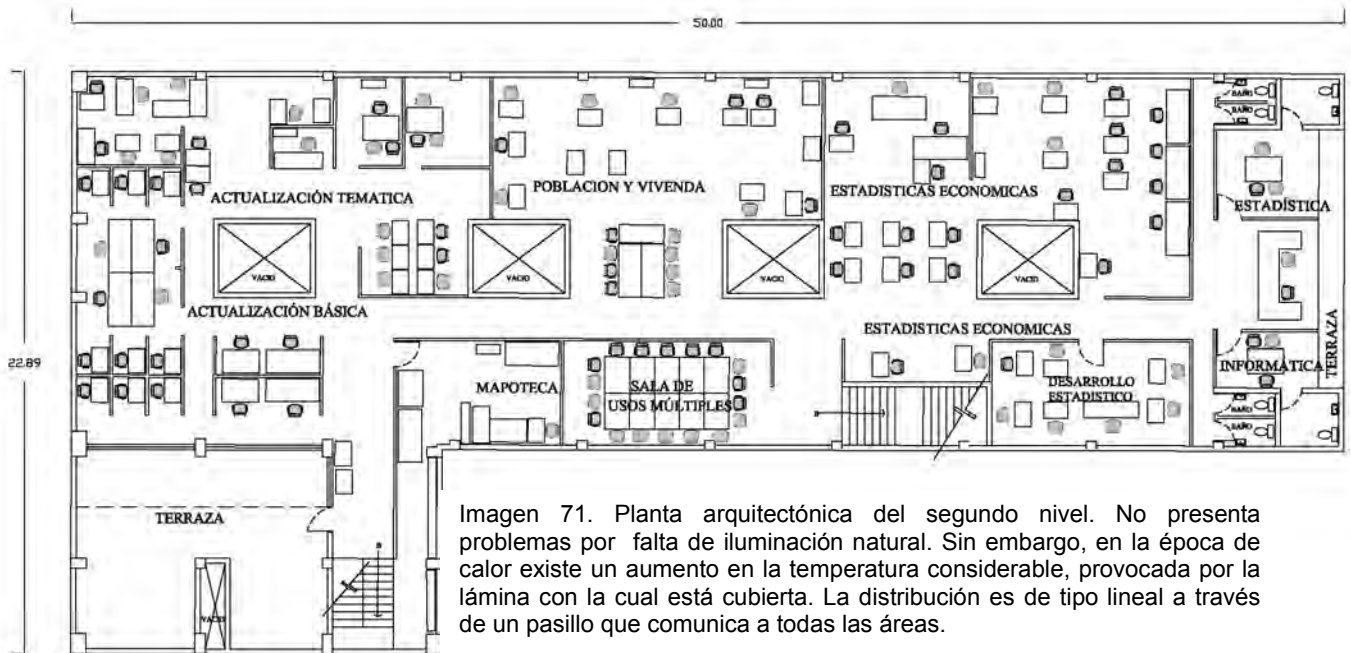 50.00
BAÑO
BAÑO
ACTUALIZACIÓN TEMATICA
POBLACION Y VIVENDA
ESTADISTICAS ECONOMICAS
ESTADÍSTICA
VACIO
VACIO
VACIO
VACIO
ACTUALIZACIÓN BÁSICA
ESTADISTICAS ECONOMICAS
TERRAZA
22.89
MAPOTECA
SALA DE
USOS MÚLTIPLES
DESARROLLO
ESTADISTICO
INFORMÁTICA
BAÑO
BAÑO
TERRAZA
VACIO
Imagen 71. Planta arquitectónica del segundo nivel. No presenta
problemas por falta de iluminación natural. Sin embargo, en la época de
calor existe un aumento en la temperatura considerable, provocada por la
lámina con la cual está cubierta. La distribución es de tipo lineal a través
de un pasillo que comunica a todas las áreas.